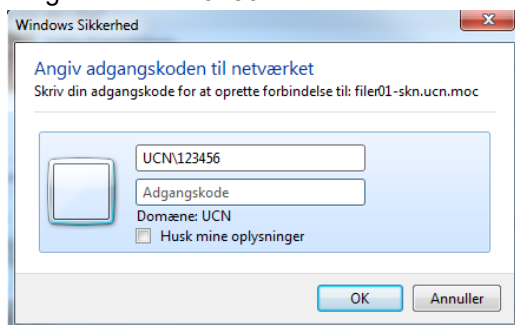 Windows Sikkerhed
Angiv adgangskoden til netværket
Skriv din adgangskode for at oprette forbindelse til: filer01-skn.ucn.moc
UCN\123456
Adgangskode
Domæne: UCN
Husk mine oplysninger
OK
Annuller